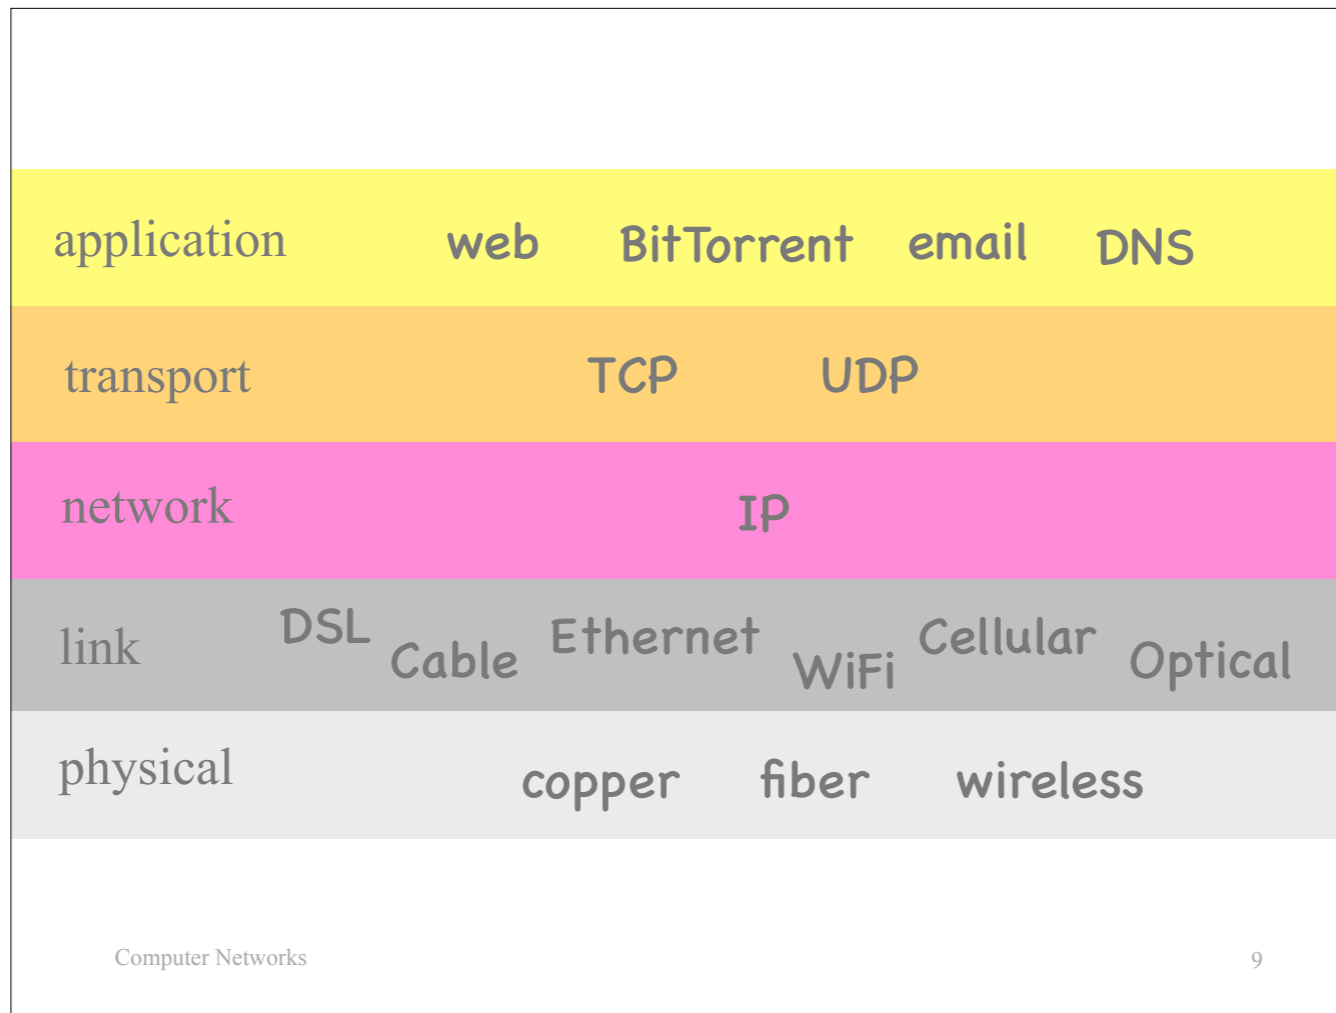 application web BitTorrent email DNS
transport TCP UDP
network IP
link DSL Cable Ethernet WiFi Cellular Optical
physical copper fiber wireless
Computer Networks 9